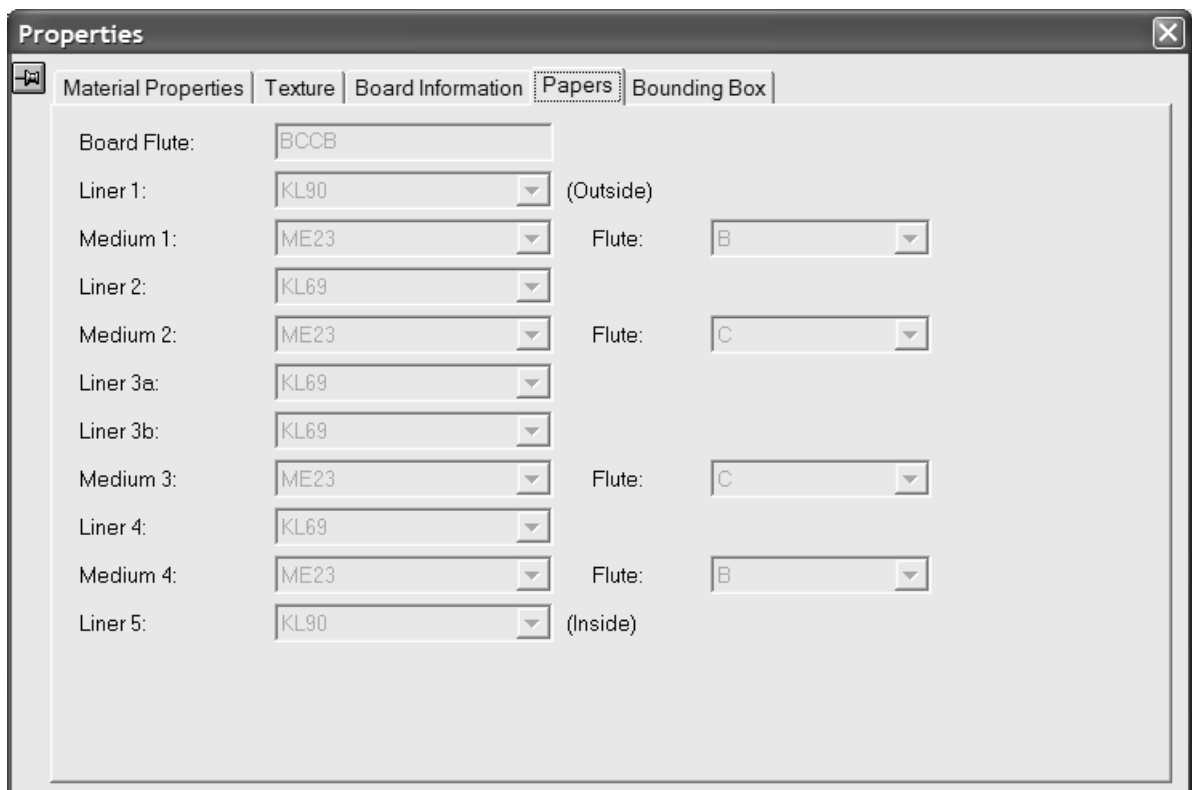 Properties
Material Properties Texture Board Information Papers Bounding Box
Board Flute: BCCB
Liner 1: KL90 (Outside)
Medium 1: ME23 Flute: B
Liner 2: KL69
Medium 2: ME23 Flute: C
Liner 3a: KL69
Liner 3b: KL69
Medium 3: ME23 Flute: C
Liner 4: KL69
Medium 4: ME23 Flute: B
Liner 5: KL90 (Inside)